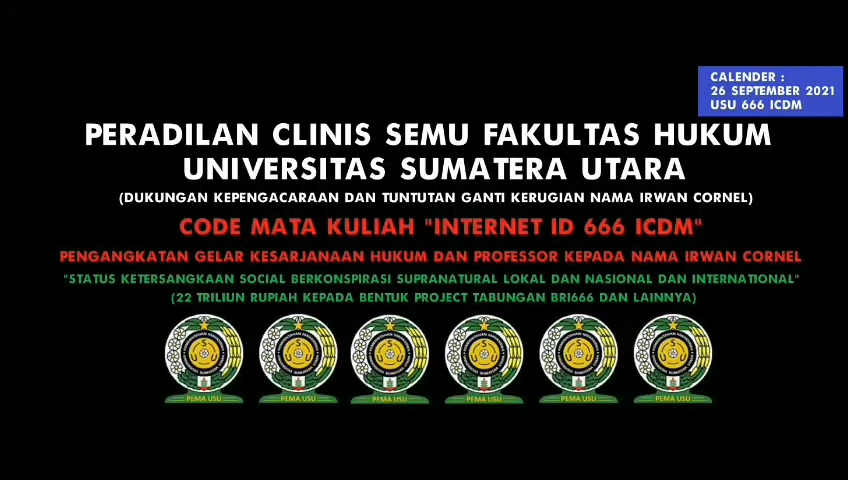 CALENDER :
26 SEPTEMBER 2021
USU 666 ICDM
PERADILAN CLINIS SEMU FAKULTAS HUKUM
UNIVERSITAS SUMATERA UTARA
(DUKUNGAN KEPENGACARAAN DAN TUNTUTAN GANTI KERUGIAN NAMA IRWAN CORNEL)
CODE MATA KULIAH "INTERNET ID 666 ICDM"
PENGANGKATAN GELAR KESARJANAAN HUKUM DAN PROFESSOR KEPADA NAMA IRWAN CORNEL
"STATUS KETERSANGKAAN SOCIAL BERKONSPIRASI SUPRANATURAL LOKAL DAN NASIONAL DAN INTERNATIONAL"
(22 TRILIUN RUPIAH KEPADA BENTUK PROJECT TABUNGAN BRI666 DAN LAINNYA)
PEMA USU PEMA USU PEMA USU PEMA USU PEMA USU PEMA USU